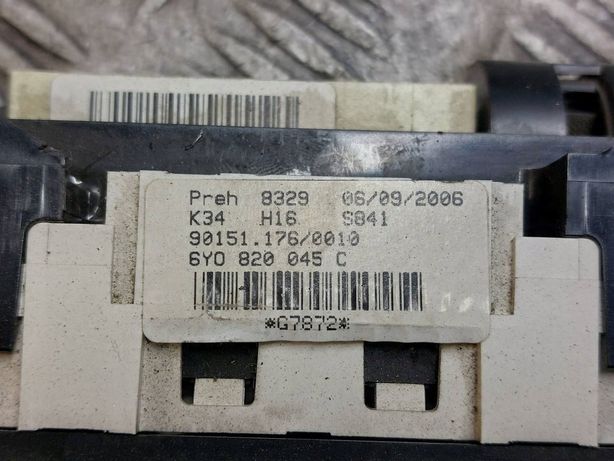 Preh 8329 06/09/2006
K34 H16 S841
90151.176/0010
6Y0 820 045 C
*G7872*